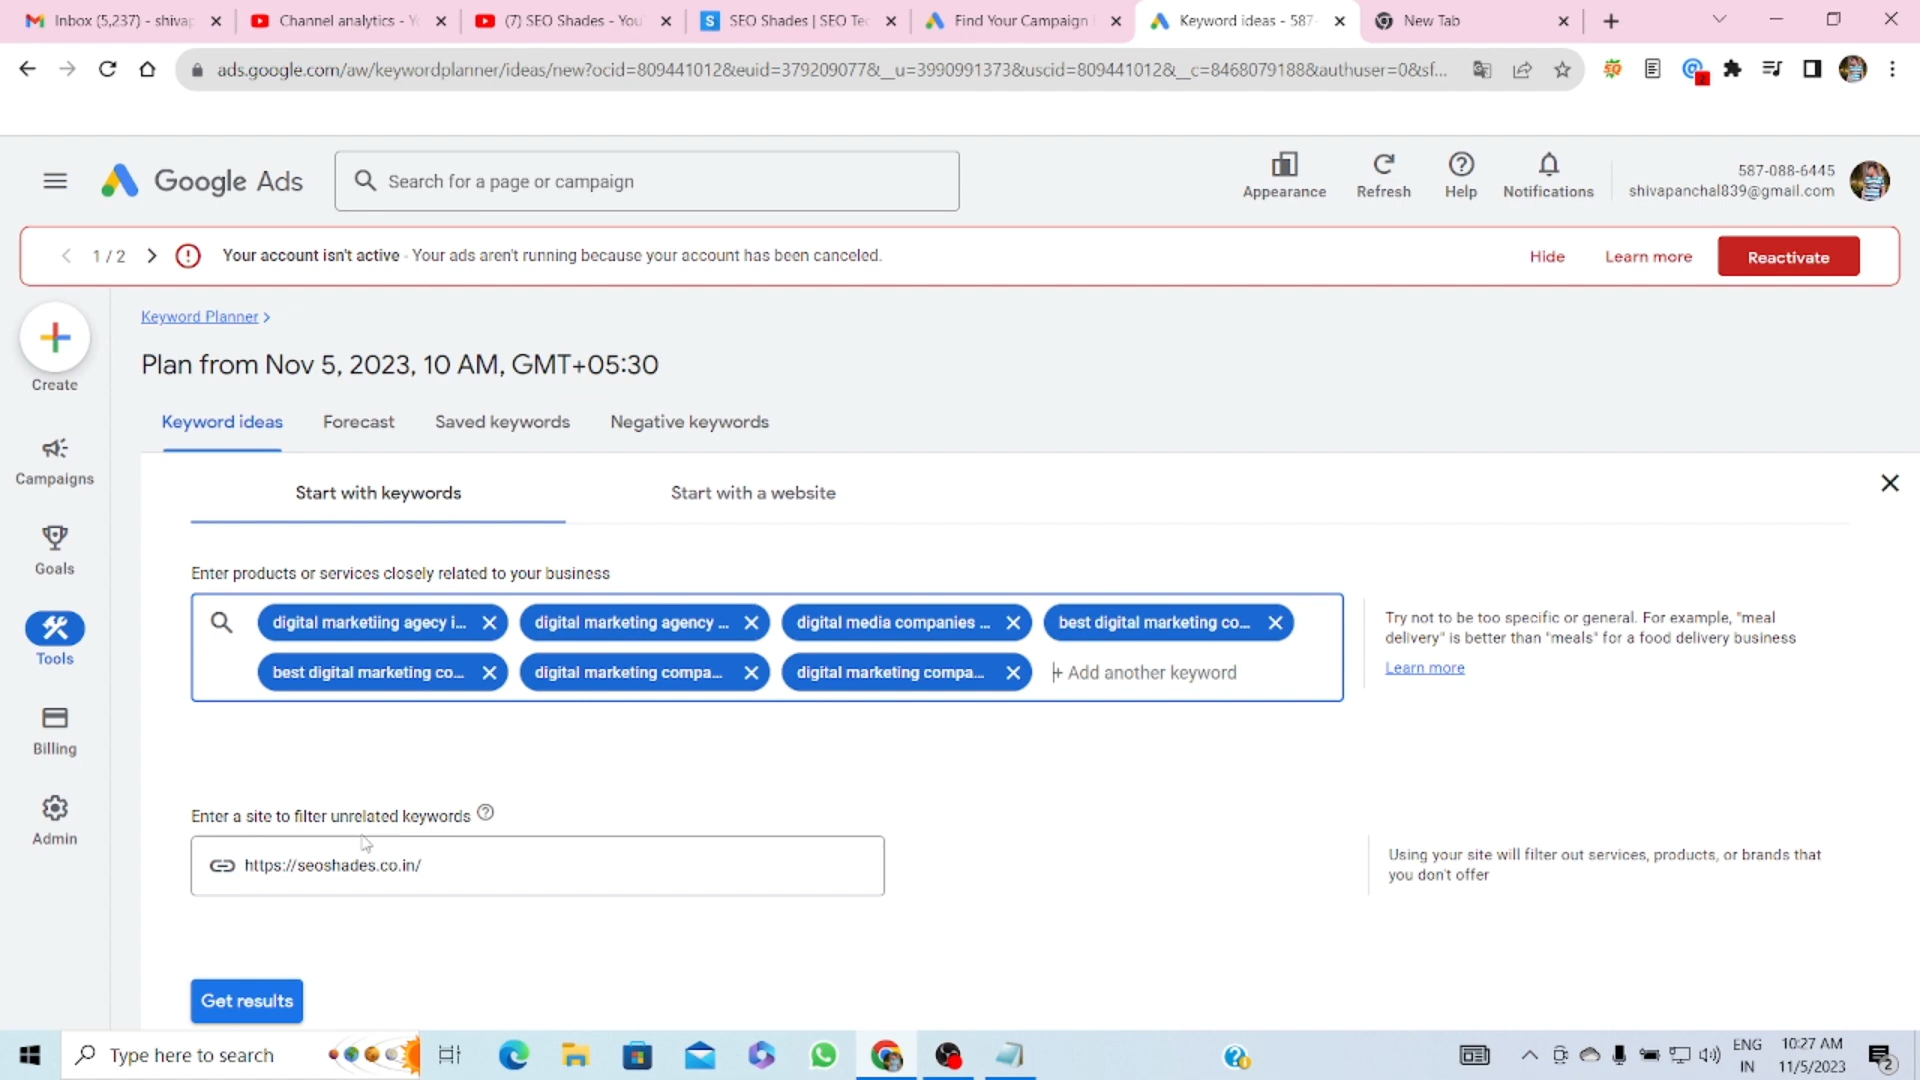 Inbox (5,237) - shivap
Channel analytics - Yo
(7) SEO Shades - You
SEO Shades | SEO Tec
Find Your Campaign
Keyword ideas - 587-
New Tab
ads.google.com/aw/keywordplanner/ideas/new?ocid=809441012&euid=379209077&__u=3990991373&uscid=809441012&__c=8468079188&authuser=0&sf...
Google Ads
Search for a page or campaign
Appearance
Refresh
Help
Notifications
587-088-6445
shivapanchal839@gmail.com
1 / 2
Your account isn't active - Your ads aren't running because your account has been canceled.
Hide
Learn more
Reactivate
Create
Campaigns
Goals
Tools
Billing
Admin
Keyword Planner >
Plan from Nov 5, 2023, 10 AM, GMT+05:30
Keyword ideas
Forecast
Saved keywords
Negative keywords
Start with keywords
Start with a website
Enter products or services closely related to your business
digital marketiing agecy i...
digital marketing agency ...
digital media companies ...
best digital marketing co...
best digital marketing co...
digital marketing compa...
digital marketing compa...
+ Add another keyword
Try not to be too specific or general. For example, "meal
delivery" is better than "meals" for a food delivery business
Learn more
Enter a site to filter unrelated keywords
https://seoshades.co.in/
Using your site will filter out services, products, or brands that
you don't offer
Get results
Type here to search
ENG
IN
10:27 AM
11/5/2023
2